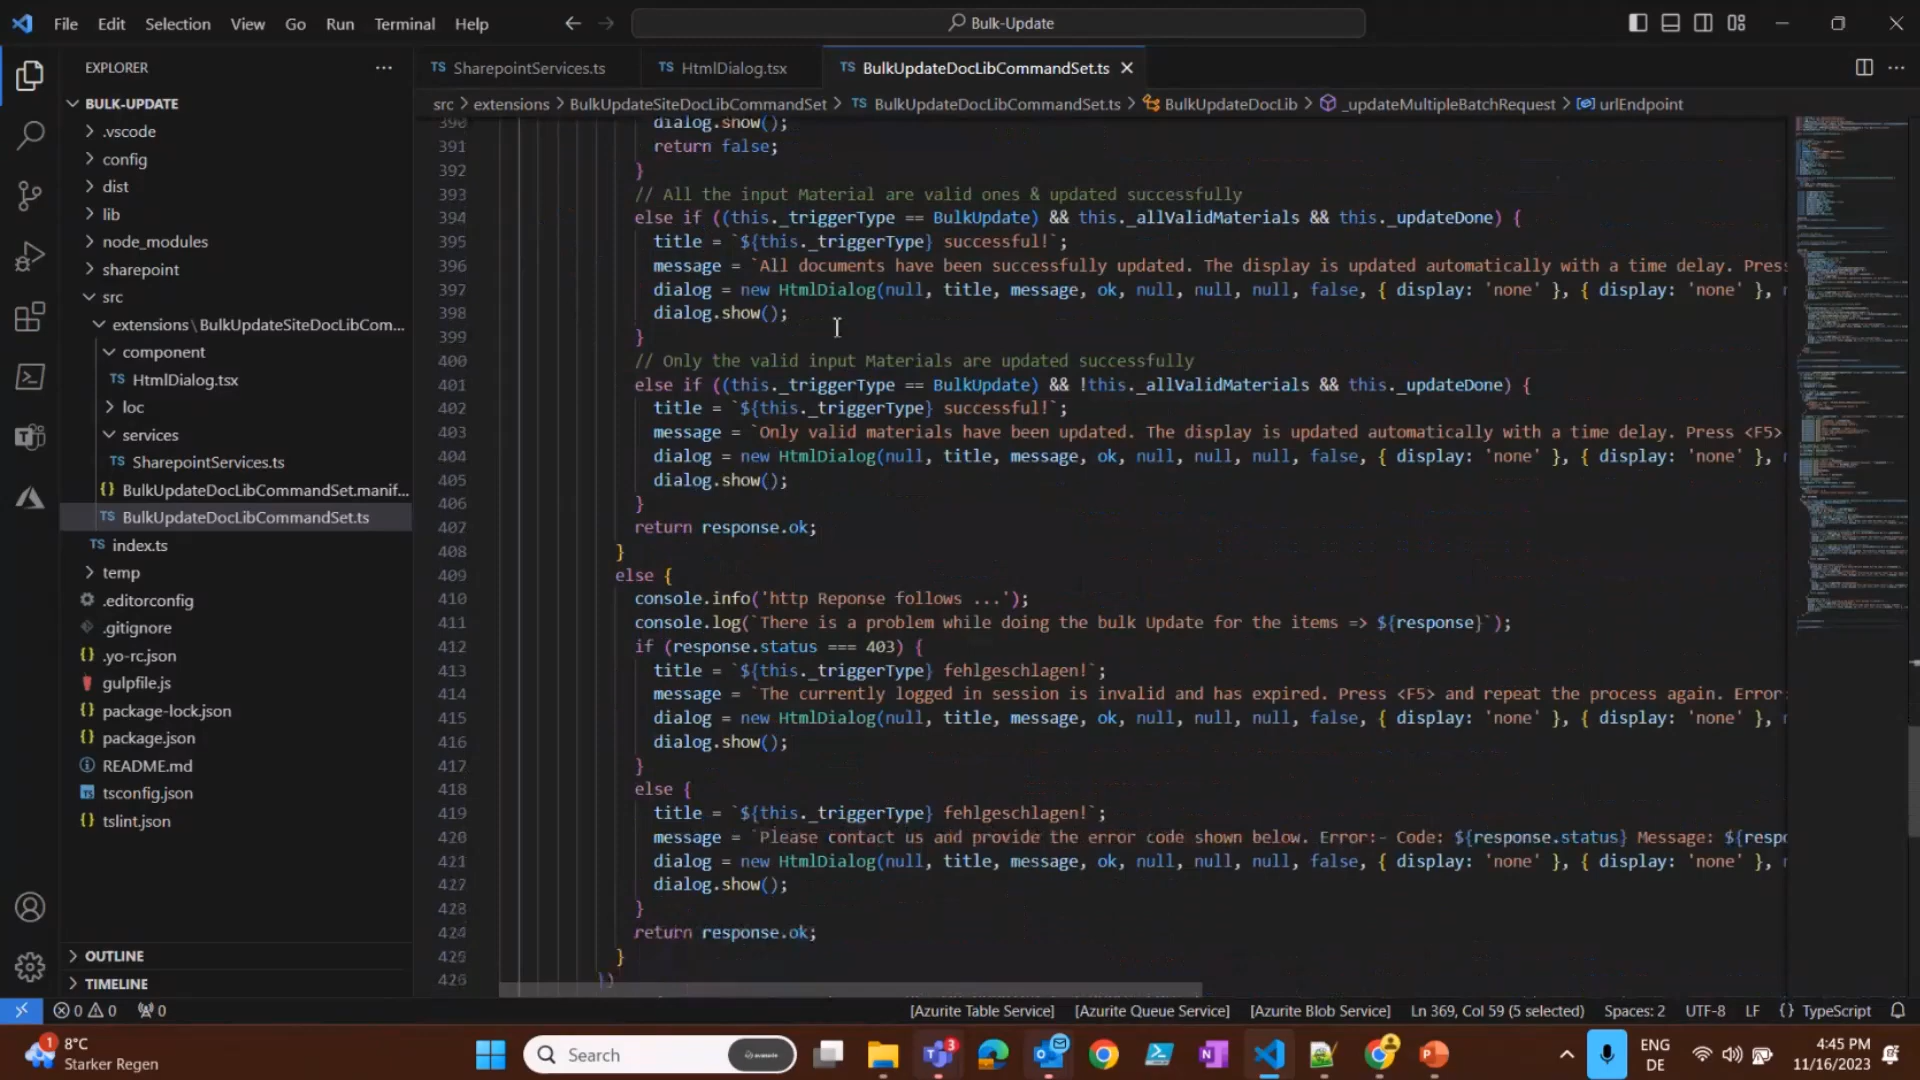 File Edit Selection View Go Run Terminal Help
Bulk-Update
EXPLORER
BULK-UPDATE
.vscode
config
dist
lib
node_modules
sharepoint
src
extensions\BulkUpdateSiteDocLibCom...
component
TS HtmlDialog.tsx
loc
services
TS SharepointServices.ts
{} BulkUpdateDocLibCommandSet.manif...
TS BulkUpdateDocLibCommandSet.ts
TS index.ts
temp
.editorconfig
.gitignore
{} .yo-rc.json
gulpfile.js
{} package-lock.json
{} package.json
README.md
tsconfig.json
{} tslint.json
OUTLINE
TIMELINE
TS SharepointServices.ts TS HtmlDialog.tsx TS BulkUpdateDocLibCommandSet.ts
src > extensions > BulkUpdateSiteDocLibCommandSet > TS BulkUpdateDocLibCommandSet.ts > BulkUpdateDocLib > _updateMultipleBatchRequest > urlEndpoint
390 dialog.show();
391 return false;
392 }
393 // All the input Material are valid ones & updated successfully
394 else if ((this._triggerType == BulkUpdate) && this._allValidMaterials && this._updateDone) {
395 title = `${this._triggerType} successful!`;
396 message = `All documents have been successfully updated. The display is updated automatically with a time delay. Press
397 dialog = new HtmlDialog(null, title, message, ok, null, null, null, false, { display: 'none' }, { display: 'none' },
398 dialog.show();
399 }
400 // Only the valid input Materials are updated successfully
401 else if ((this._triggerType == BulkUpdate) && !this._allValidMaterials && this._updateDone) {
402 title = `${this._triggerType} successful!`;
403 message = `Only valid materials have been updated. The display is updated automatically with a time delay. Press <F5>
404 dialog = new HtmlDialog(null, title, message, ok, null, null, null, false, { display: 'none' }, { display: 'none' },
405 dialog.show();
406 }
407 return response.ok;
408 }
409 else {
410 console.info('http Reponse follows ...');
411 console.log(`There is a problem while doing the bulk Update for the items => ${response}`);
412 if (response.status === 403) {
413 title = `${this._triggerType} fehlgeschlagen!`;
414 message = `The currently logged in session is invalid and has expired. Press <F5> and repeat the process again. Error:
415 dialog = new HtmlDialog(null, title, message, ok, null, null, null, false, { display: 'none' }, { display: 'none' },
416 dialog.show();
417 }
418 else {
419 title = `${this._triggerType} fehlgeschlagen!`;
420 message = `Please contact us and provide the error code shown below. Error:- Code: ${response.status} Message: ${respo
421 dialog = new HtmlDialog(null, title, message, ok, null, null, null, false, { display: 'none' }, { display: 'none' },
422 dialog.show();
423 }
424 return response.ok;
425 }
426 })
0 0 0 [Azurite Table Service] [Azurite Queue Service] [Azurite Blob Service] Ln 369, Col 59 (5 selected) Spaces: 2 UTF-8 LF {} TypeScript
1 8°C
Starker Regen
Search
3
ENG
DE
4:45 PM
11/16/2023